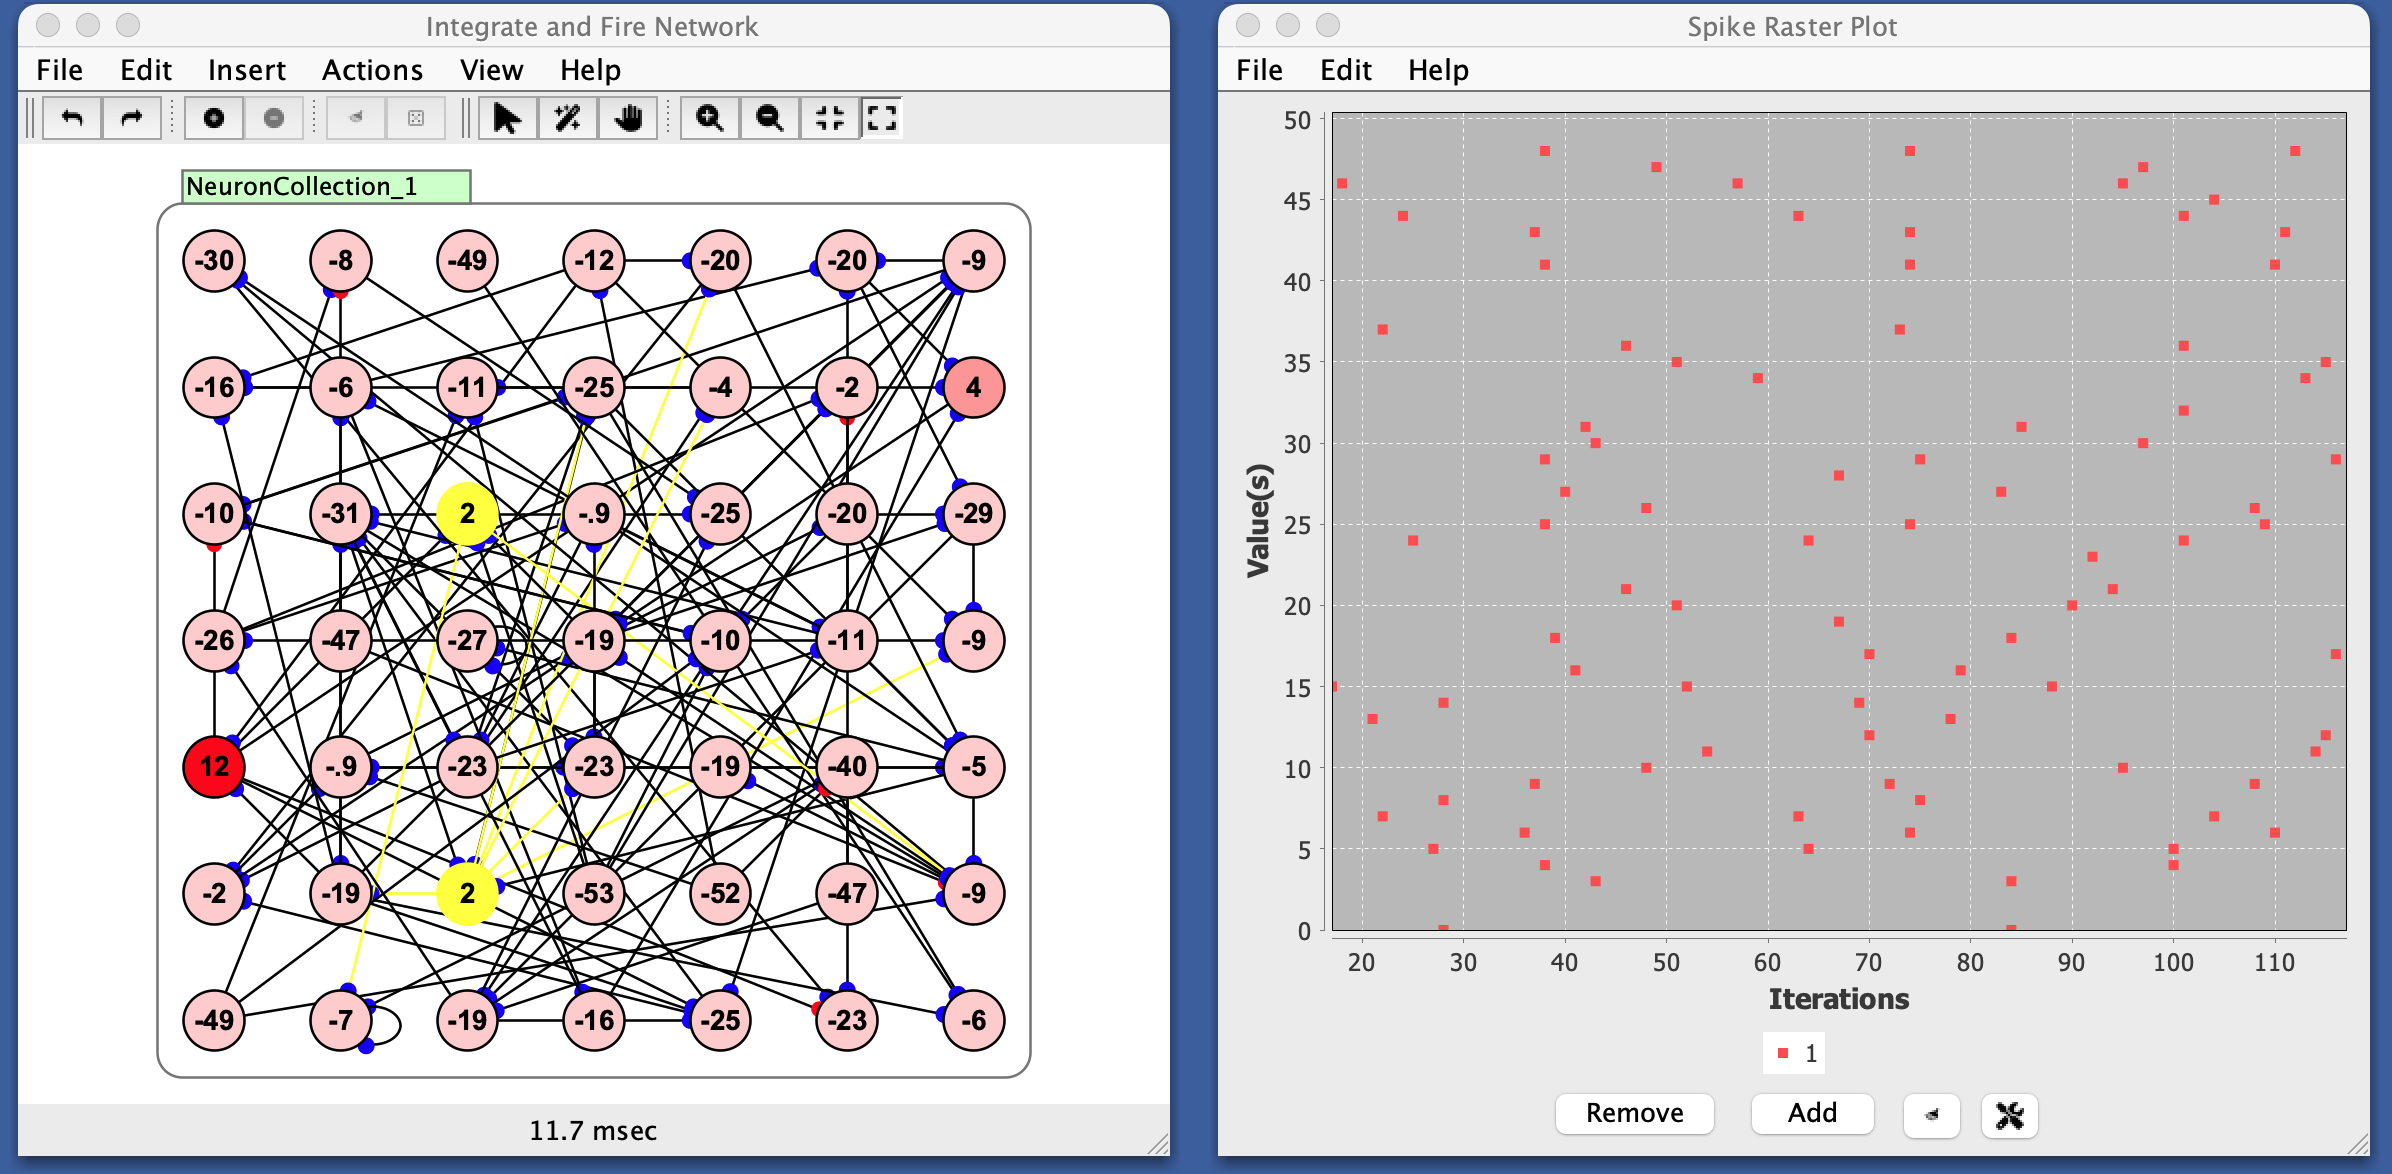 Integrate and Fire Network
File Edit Insert Actions View Help
NeuronCollection_1
-30 -8 -49 -12 -20 -20 -9
-16 -6 -11 -25 -4 -2 4
-10 -31 2 -.9 -25 -20 -29
-26 -47 -27 -19 -10 -11 -9
12 -.9 -23 -23 -19 -40 -5
-2 -19 2 -53 -52 -47 -9
-49 -7 -19 -16 -25 -23 -6
11.7 msec
Spike Raster Plot
File Edit Help
50
45
40
35
30
25
20
15
10
5
0
Value(s)
20 30 40 50 60 70 80 90 100 110
Iterations
1
Remove Add